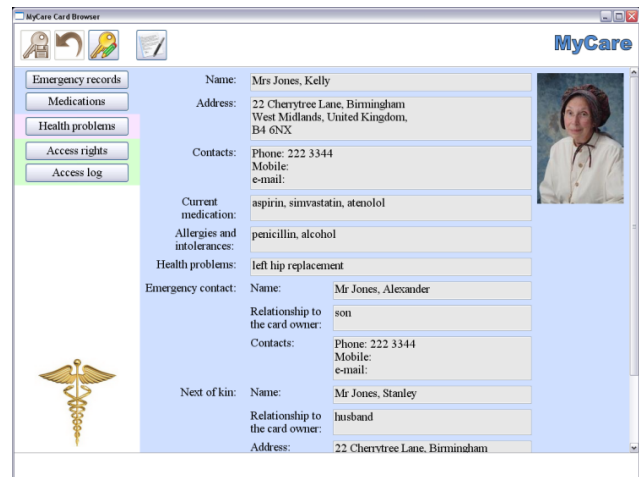 MyCare Card Browser
MyCare
Emergency records
Medications
Health problems
Access rights
Access log
Name: Mrs Jones, Kelly
Address: 22 Cherrytree Lane, Birmingham
West Midlands, United Kingdom,
B4 6NX
Contacts: Phone: 222 3344
Mobile:
e-mail:
Current
medication: aspirin, simvastatin, atenolol
Allergies and
intolerances: penicillin, alcohol
Health problems: left hip replacement
Emergency contact: Name: Mr Jones, Alexander
Relationship to
the card owner: son
Contacts: Phone: 222 3344
Mobile:
e-mail:
Next of kin: Name: Mr Jones, Stanley
Relationship to
the card owner: husband
Address: 22 Cherrytree Lane, Birmingham